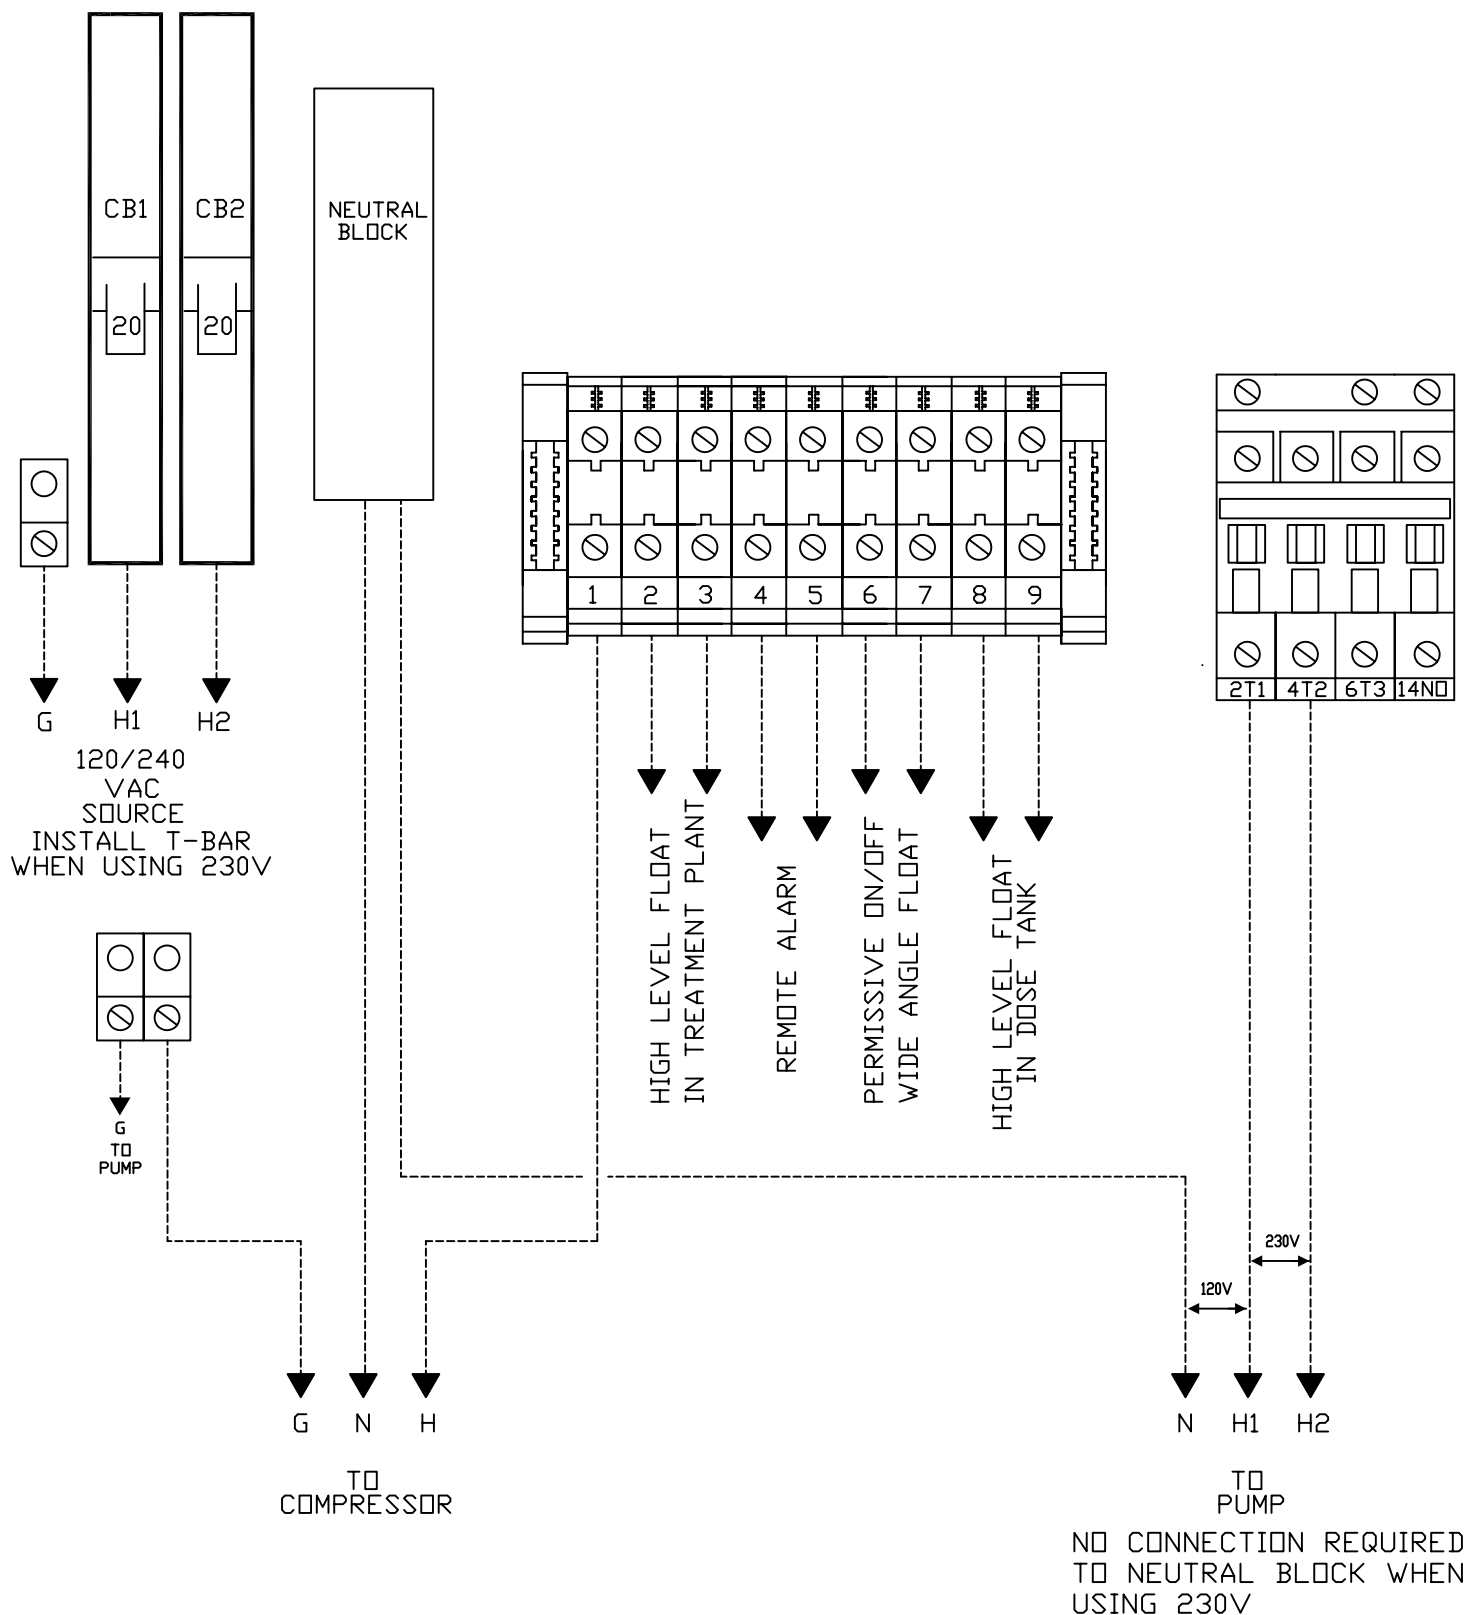 CB1
CB2
NEUTRAL
BLOCK
20
20
1 2 3 4 5 6 7 8 9
2T1 4T2 6T3 14NO
G H1 H2
120/240
VAC
SOURCE
INSTALL T-BAR
WHEN USING 230V
HIGH LEVEL FLOAT
IN TREATMENT PLANT
REMOTE ALARM
PERMISSIVE ON/OFF
WIDE ANGLE FLOAT
HIGH LEVEL FLOAT
IN DOSE TANK
G
TO
PUMP
230V
120V
G N H
TO
COMPRESSOR
N H1 H2
TO
PUMP
NO CONNECTION REQUIRED
TO NEUTRAL BLOCK WHEN
USING 230V